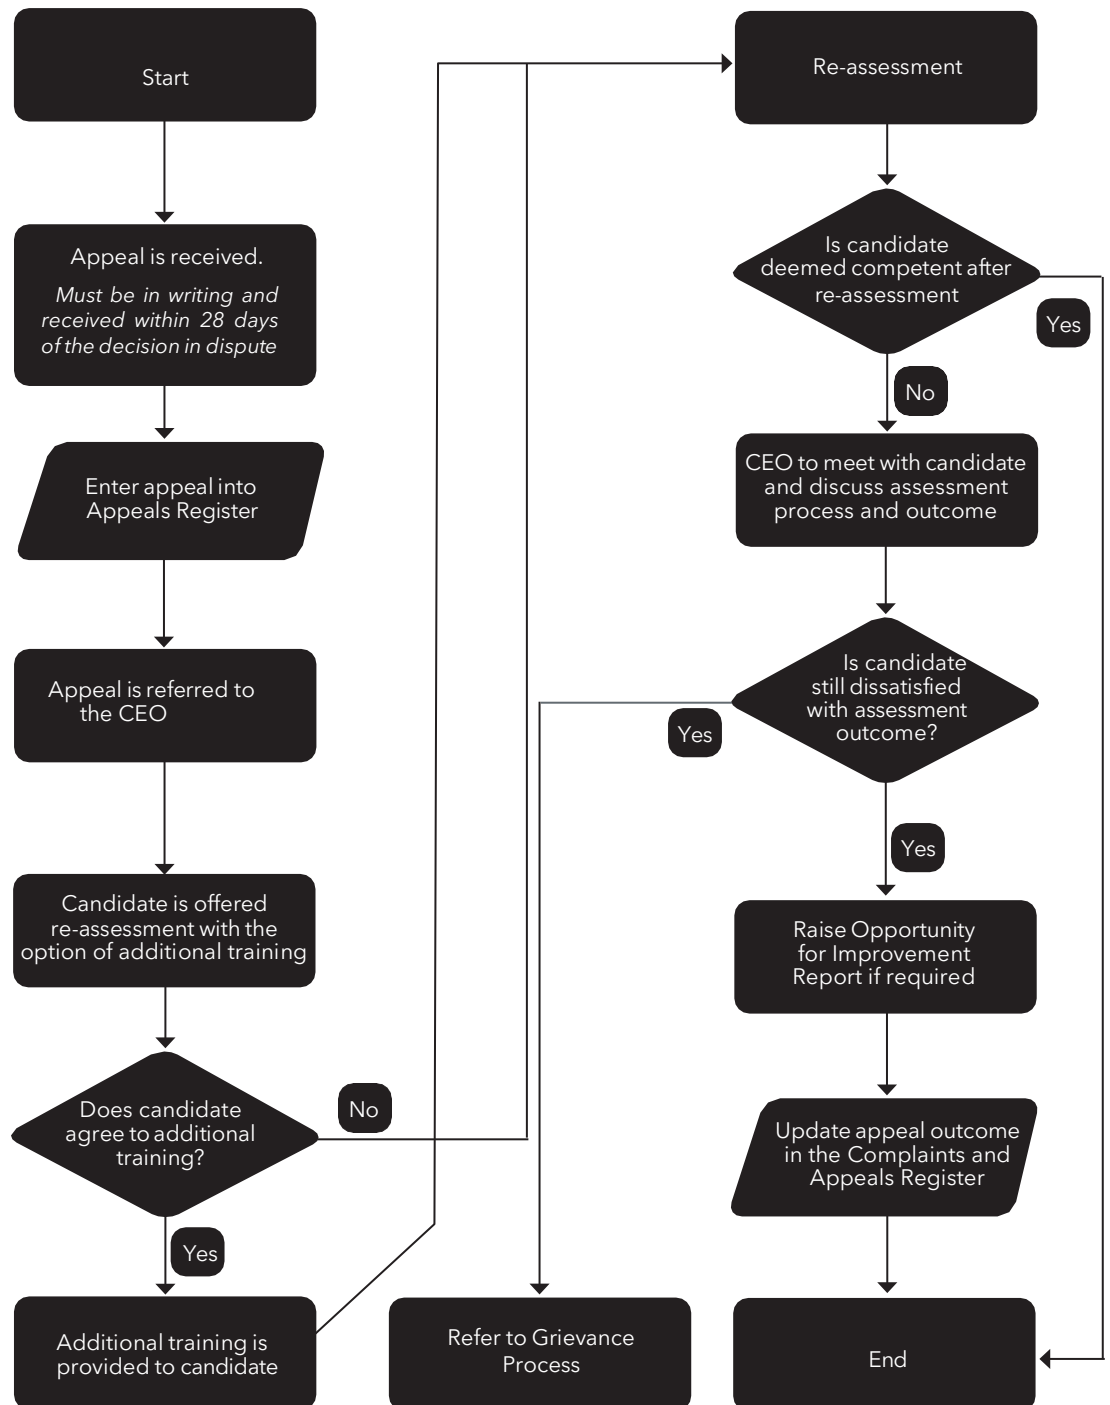 Start
Appeal is received.
Must be in writing and
received within 28 days
of the decision in dispute
Enter appeal into
Appeals Register
Appeal is referred to
the CEO
Candidate is offered
re-assessment with the
option of additional training
Does candidate
agree to additional
training?
No
Yes
Additional training is
provided to candidate
Re-assessment
Is candidate
deemed competent after
re-assessment
Yes
No
CEO to meet with candidate
and discuss assessment
process and outcome
Is candidate
still dissatisfied
with assessment
outcome?
Yes
Yes
Refer to Grievance
Process
Raise Opportunity
for Improvement
Report if required
Update appeal outcome
in the Complaints and
Appeals Register
End